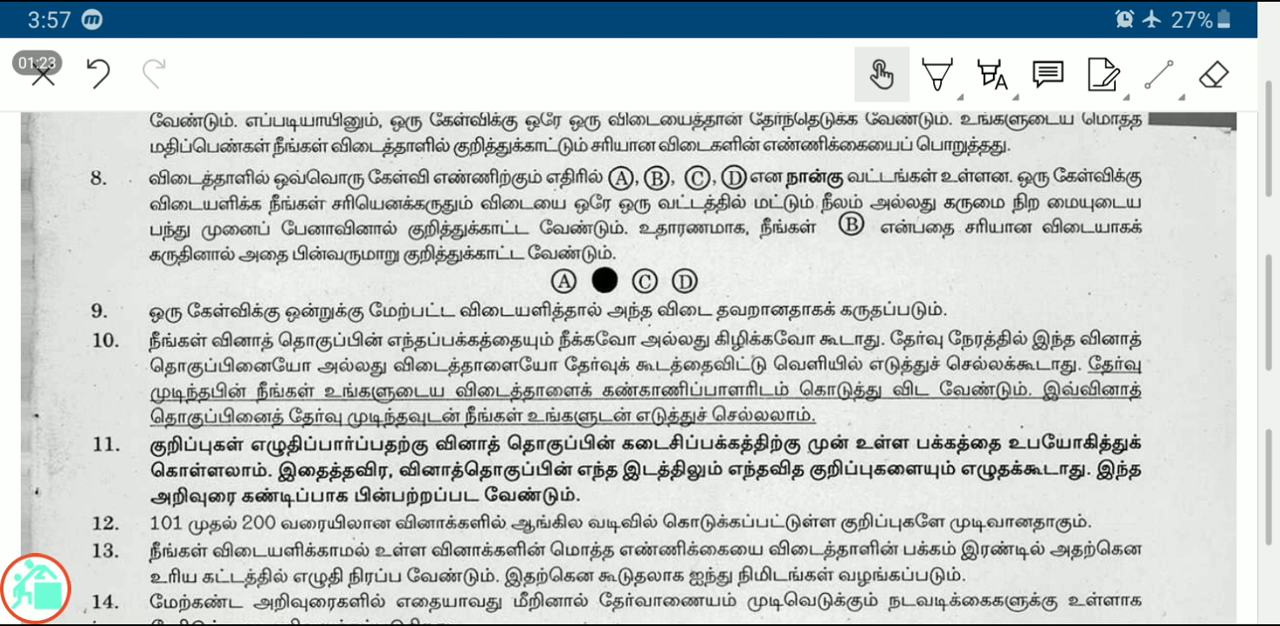 3:57 m 27%
01:23
வேண்டும். எப்படியாயினும், ஒரு கேள்விக்கு ஒரே ஒரு விடையைத்தான் தேர்ந்தெடுக்க வேண்டும். உங்களுடைய மொத்த
மதிப்பெண்கள் நீங்கள் விடைத்தாளில் குறித்துக்காட்டும் சரியான விடைகளின் எண்ணிக்கையைப் பொறுத்தது.
8. விடைத்தாளில் ஒவ்வொரு கேள்வி எண்ணிற்கும் எதிரில் Ⓐ, Ⓑ, Ⓒ, Ⓓ என நான்கு வட்டங்கள் உள்ளன. ஒரு கேள்விக்கு
விடையளிக்க நீங்கள் சரியெனக்கருதும் விடையை ஒரே ஒரு வட்டத்தில் மட்டும் நீலம் அல்லது கருமை நிற மையுடைய
பந்து முனைப் பேனாவினால் குறித்துக்காட்ட வேண்டும். உதாரணமாக, நீங்கள் Ⓑ என்பதை சரியான விடையாகக்
கருதினால் அதை பின்வருமாறு குறித்துக்காட்ட வேண்டும்.
Ⓐ ● Ⓒ Ⓓ
9. ஒரு கேள்விக்கு ஒன்றுக்கு மேற்பட்ட விடையளித்தால் அந்த விடை தவறானதாகக் கருதப்படும்.
10. நீங்கள் வினாத் தொகுப்பின் எந்தப்பக்கத்தையும் நீக்கவோ அல்லது கிழிக்கவோ கூடாது. தேர்வு நேரத்தில் இந்த வினாத்
தொகுப்பினையோ அல்லது விடைத்தாளையோ தேர்வுக் கூடத்தைவிட்டு வெளியில் எடுத்துச் செல்லக்கூடாது. தேர்வு
முடிந்தபின் நீங்கள் உங்களுடைய விடைத்தாளைக் கண்காணிப்பாளரிடம் கொடுத்து விட வேண்டும். இவ்வினாத்
தொகுப்பினைத் தேர்வு முடிந்தவுடன் நீங்கள் உங்களுடன் எடுத்துச் செல்லலாம்.
11. குறிப்புகள் எழுதிப்பார்ப்பதற்கு வினாத் தொகுப்பின் கடைசிப்பக்கத்திற்கு முன் உள்ள பக்கத்தை உபயோகித்துக்
கொள்ளலாம். இதைத்தவிர, வினாத்தொகுப்பின் எந்த இடத்திலும் எந்தவித குறிப்புகளையும் எழுதக்கூடாது. இந்த
அறிவுரை கண்டிப்பாக பின்பற்றப்பட வேண்டும்.
12. 101 முதல் 200 வரையிலான வினாக்களில் ஆங்கில வடிவில் கொடுக்கப்பட்டுள்ள குறிப்புகளே முடிவானதாகும்.
13. நீங்கள் விடையளிக்காமல் உள்ள வினாக்களின் மொத்த எண்ணிக்கையை விடைத்தாளின் பக்கம் இரண்டில் அதற்கென
உரிய கட்டத்தில் எழுதி நிரப்ப வேண்டும். இதற்கென கூடுதலாக ஐந்து நிமிடங்கள் வழங்கப்படும்.
14. மேற்கண்ட அறிவுரைகளில் எதையாவது மீறினால் தேர்வாணையம் முடிவெடுக்கும் நடவடிக்கைகளுக்கு உள்ளாக